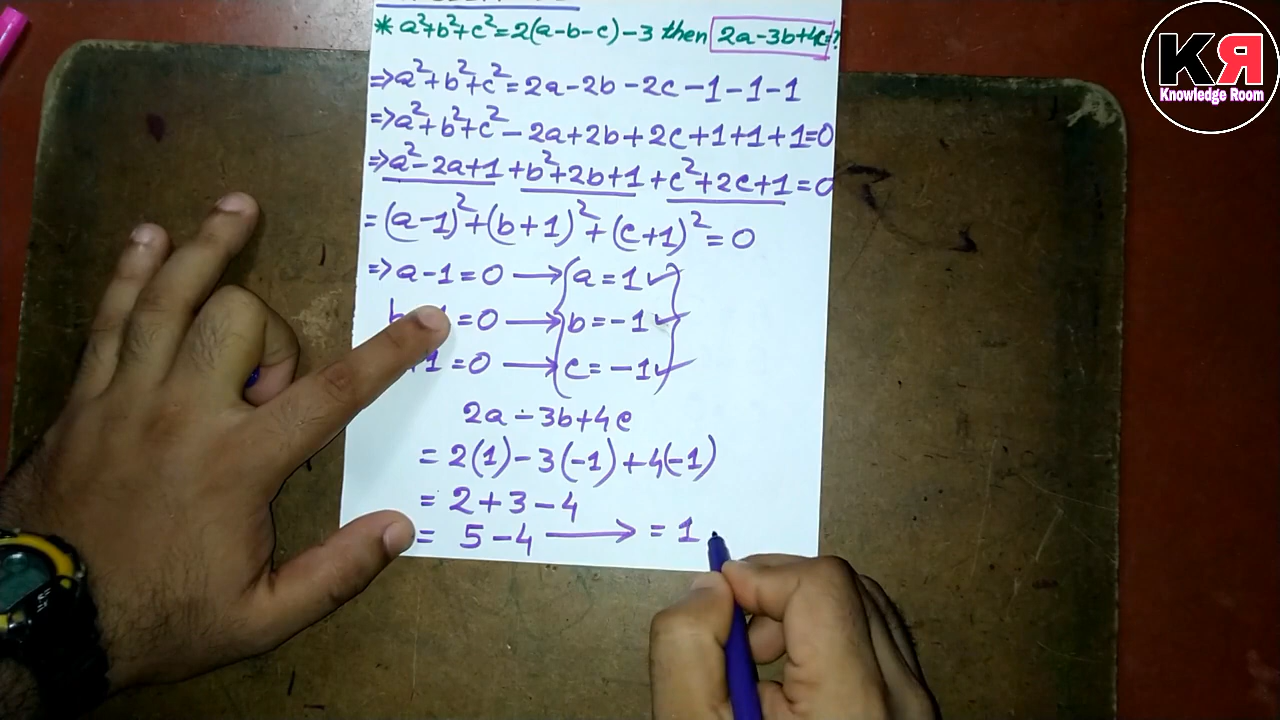 * a²+b²+c²=2(a-b-c)-3 then 2a-3b+4c=?
⇒a²+b²+c²=2a-2b-2c-1-1-1
⇒a²+b²+c²-2a+2b+2c+1+1+1=0
⇒a²-2a+1+b²+2b+1+c²+2c+1=0
=(a-1)²+(b+1)²+(c+1)²=0
⇒a-1=0→(a=1✓
b =0→b=-1✓
1=0→(c=-1✓
2a-3b+4c
=2(1)-3(-1)+4(-1)
=2+3-4
=5-4→=1
KЯ
Knowledge Room